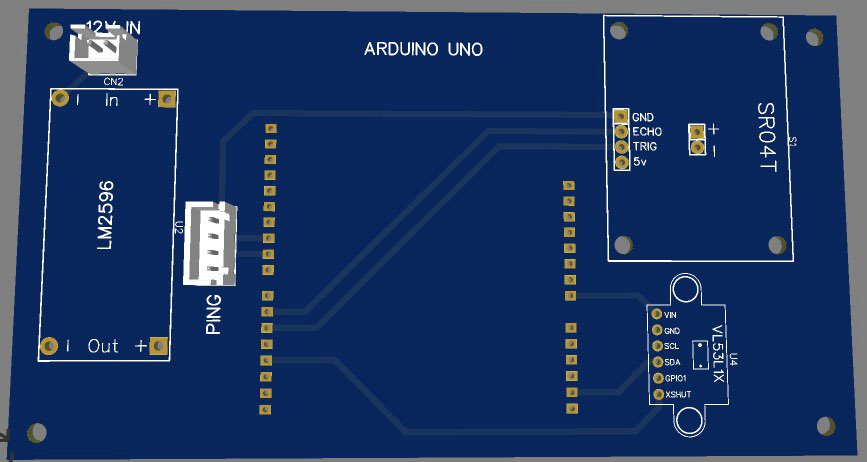 12V IN
CN2
ARDUINO UNO
- In +
LM2596
U2
- Out +
PING
GND
ECHO
TRIG
5v
+
-
SR04T
S1
VIN
GND
SCL
SDA
GPIO1
XSHUT
VL53L1X
U4